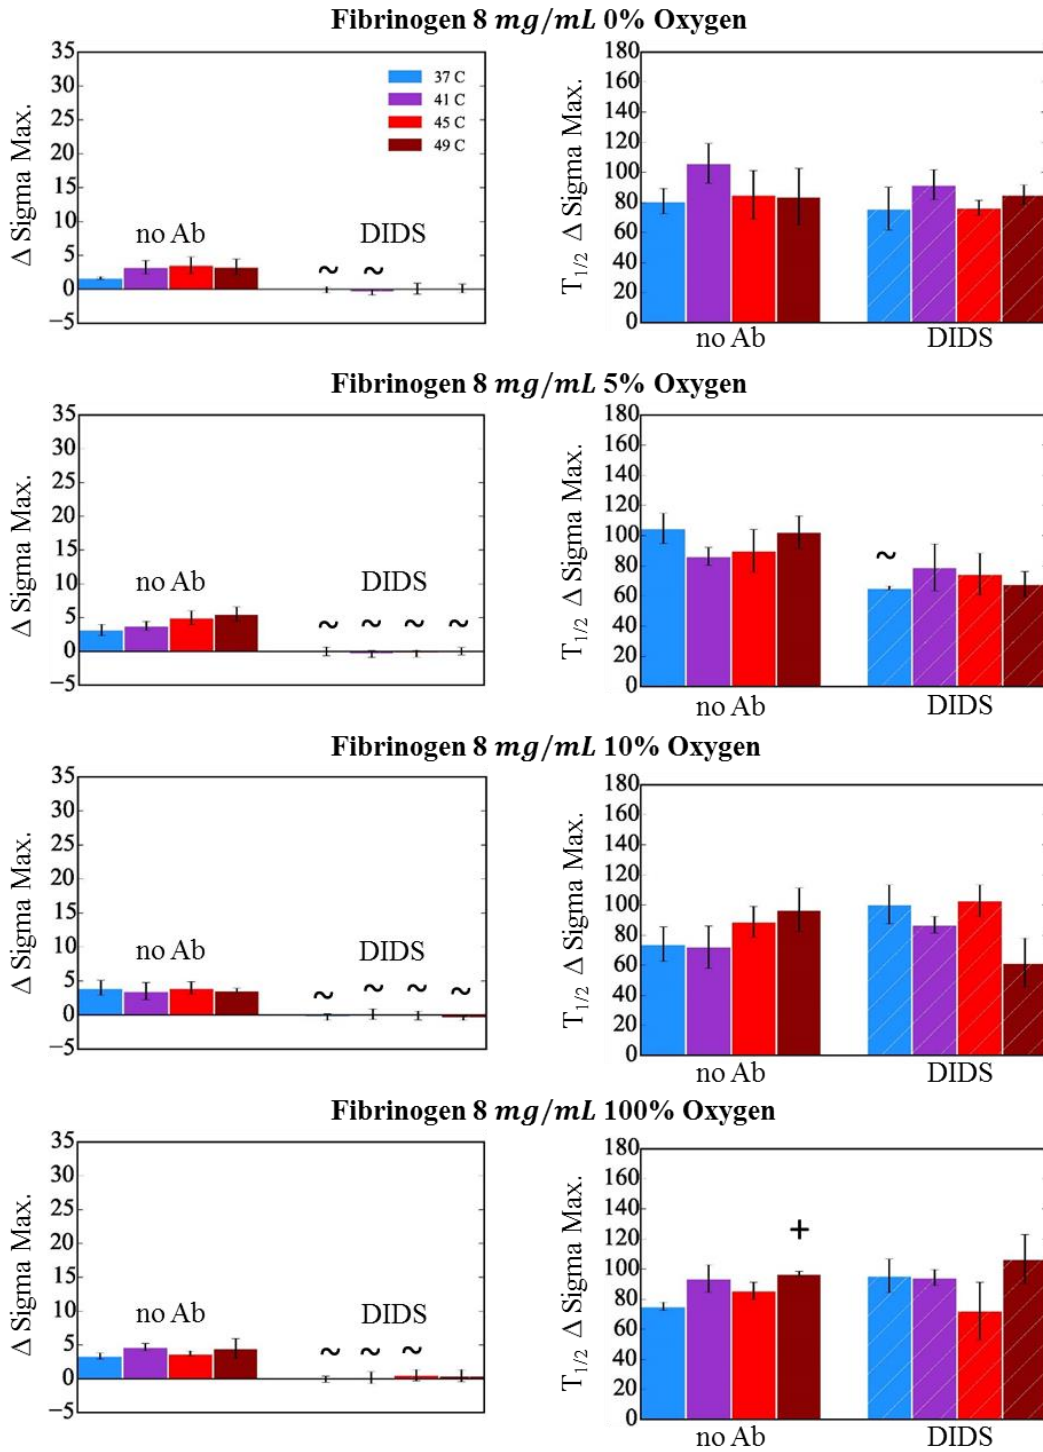 Fibrinogen 8 mg/mL 0% Oxygen
Δ Sigma Max.
35
30
25
20
15
10
5
0
−5
37 C
41 C
45 C
49 C
no Ab
DIDS
~ ~
T1/2 Δ Sigma Max.
180
160
140
120
100
80
60
40
20
0
no Ab
DIDS
Fibrinogen 8 mg/mL 5% Oxygen
Δ Sigma Max.
35
30
25
20
15
10
5
0
−5
no Ab
DIDS
~ ~ ~ ~
T1/2 Δ Sigma Max.
180
160
140
120
100
80
60
40
20
0
~
no Ab
DIDS
Fibrinogen 8 mg/mL 10% Oxygen
Δ Sigma Max.
35
30
25
20
15
10
5
0
−5
no Ab
DIDS
~ ~ ~ ~
T1/2 Δ Sigma Max.
180
160
140
120
100
80
60
40
20
0
no Ab
DIDS
Fibrinogen 8 mg/mL 100% Oxygen
Δ Sigma Max.
35
30
25
20
15
10
5
0
−5
no Ab
DIDS
~ ~ ~
T1/2 Δ Sigma Max.
180
160
140
120
100
80
60
40
20
0
+
no Ab
DIDS